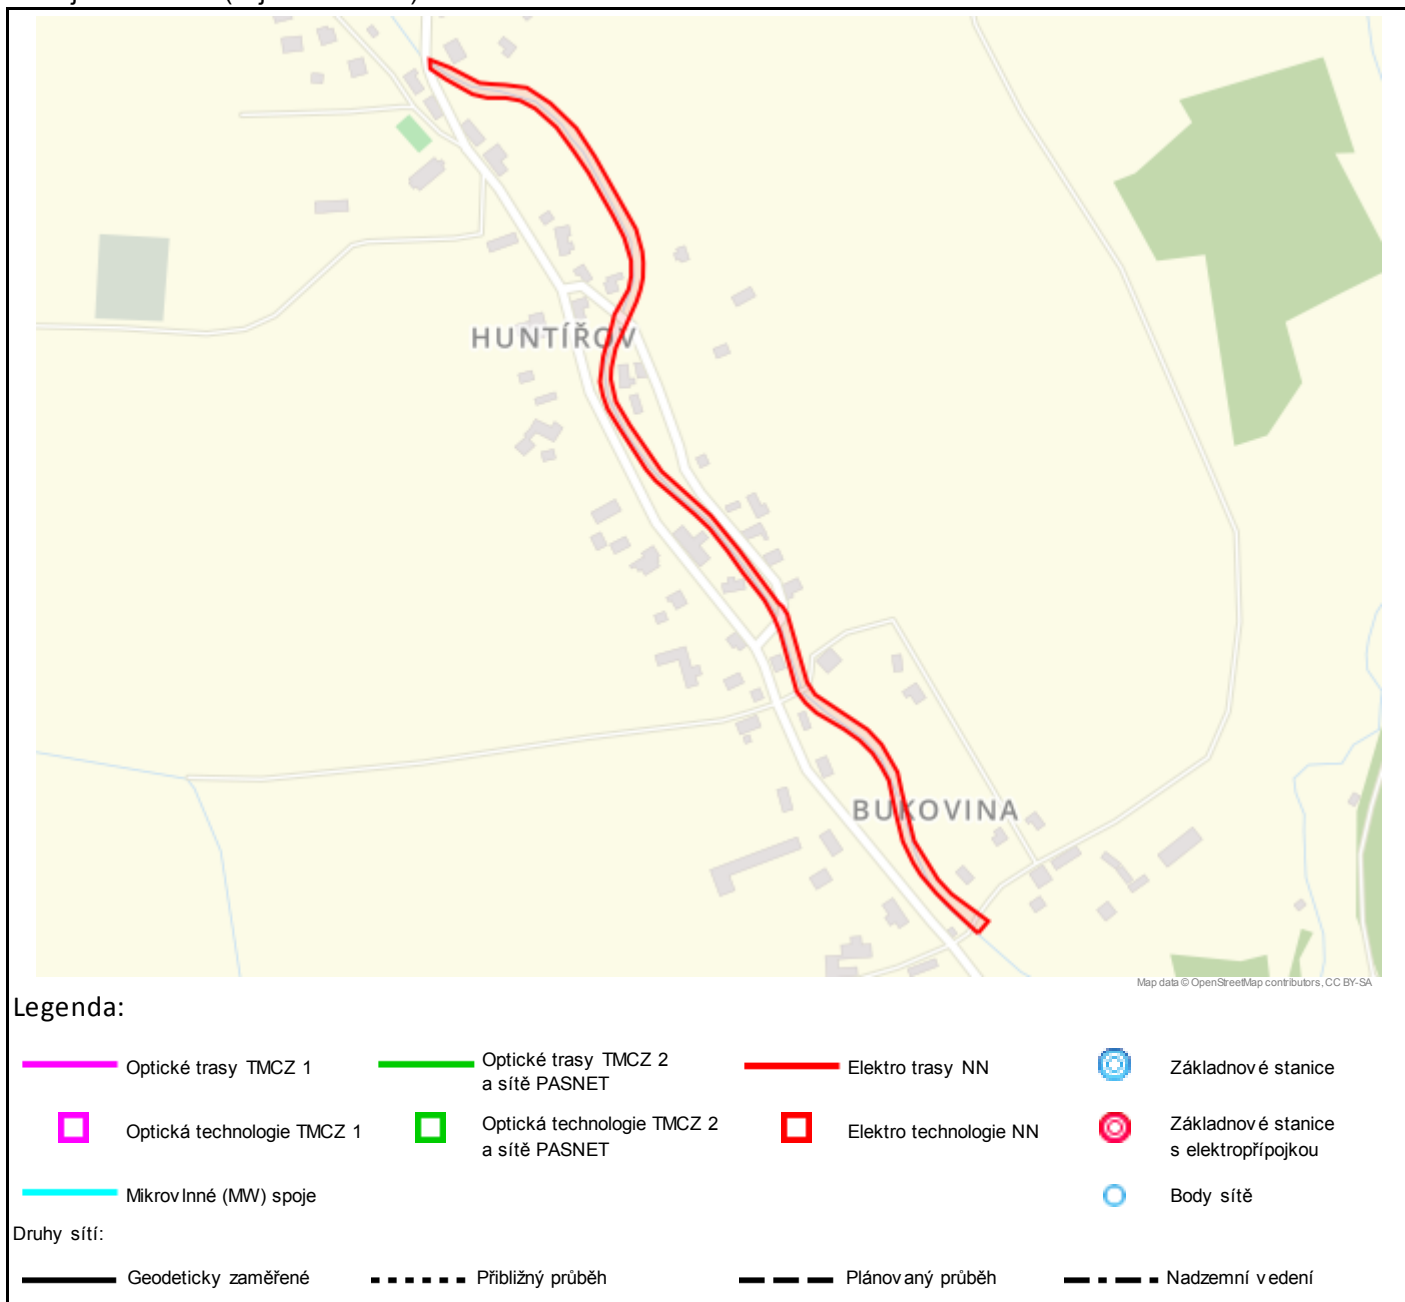 HUNTÍŘOV
BUKOVINA
Map data © OpenStreetMap contributors, CC BY-SA
Legenda:
Optické trasy TMCZ 1
Optické trasy TMCZ 2
a sítě PASNET
Elektro trasy NN
Základnové stanice
Optická technologie TMCZ 1
Optická technologie TMCZ 2
a sítě PASNET
Elektro technologie NN
Základnové stanice
s elektropřípojkou
Mikrovlnné (MW) spoje
Body sítě
Druhy sítí:
Geodeticky zaměřené
Přibližný průběh
Plánovaný průběh
Nadzemní vedení